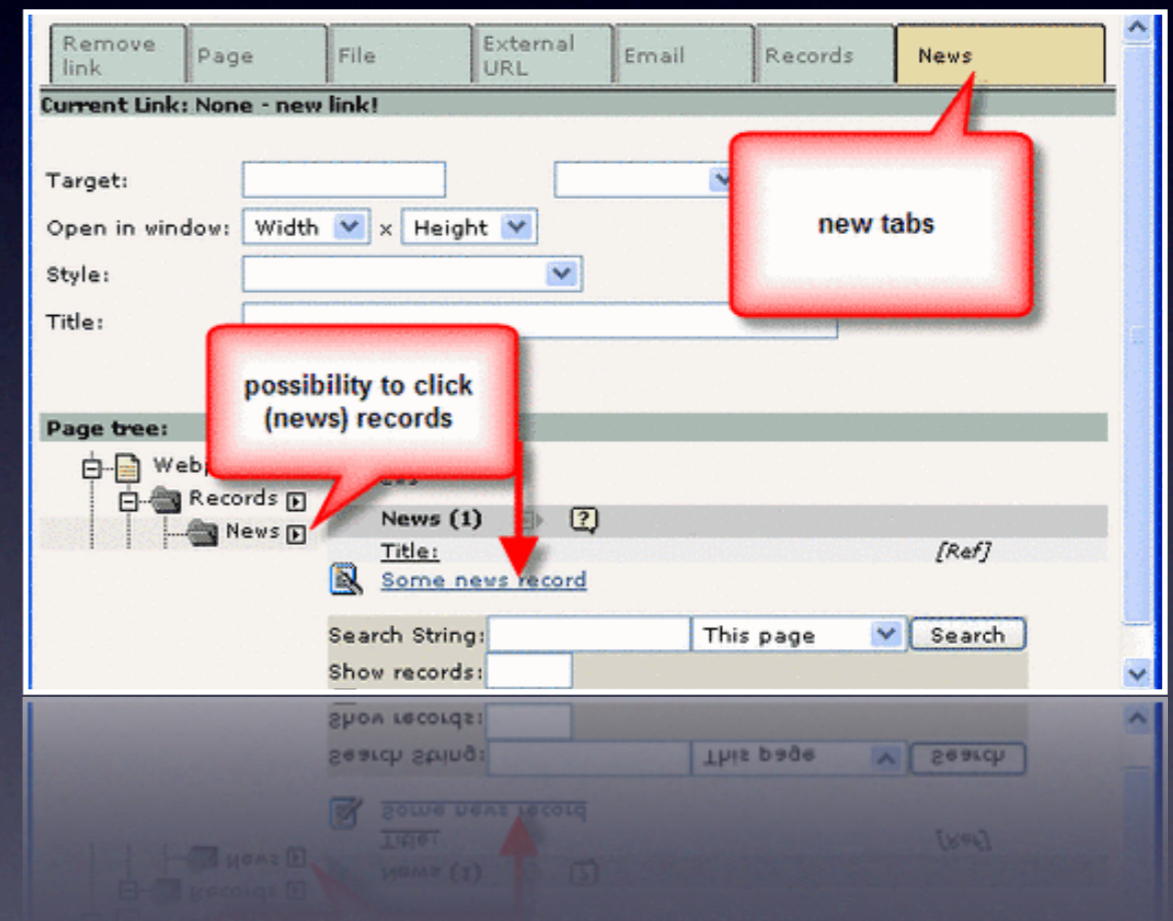 Remove link
Page
File
External URL
Email
Records
News
Current Link: None - new link!
Target:
Open in window: Width x Height
Style:
Title:
new tabs
possibility to click
(news) records
Page tree:
Records
News
News (1)
Title: [Ref]
Some news record
Search String: This page Search
Show records: